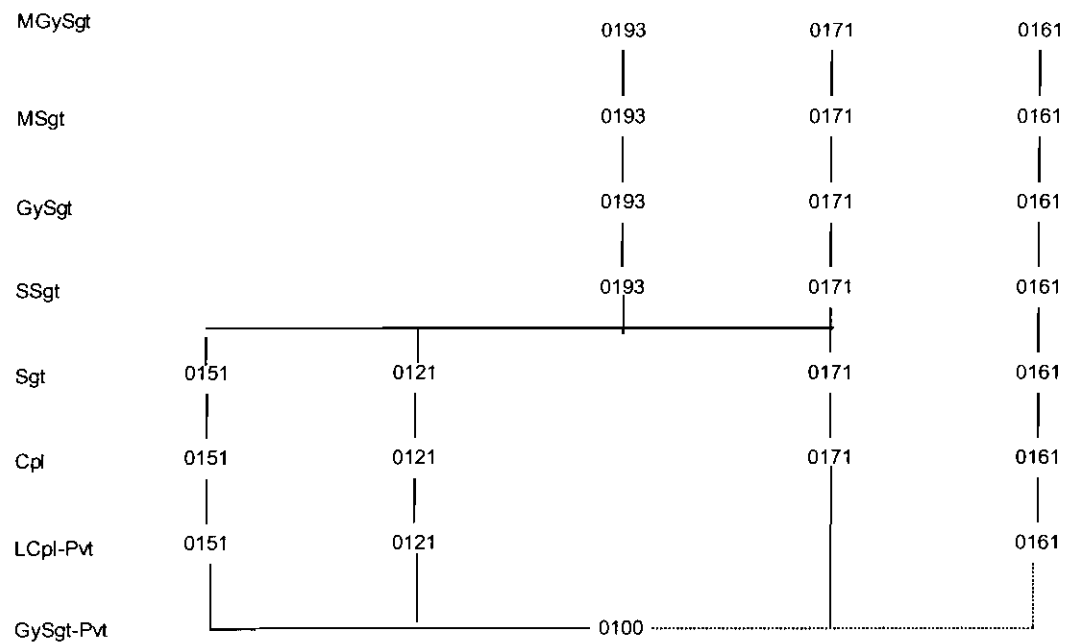 MGySgt 0193 0171 0161
MSgt 0193 0171 0161
GySgt 0193 0171 0161
SSgt 0193 0171 0161
Sgt 0151 0121 0171 0161
Cpl 0151 0121 0171 0161
LCpl-Pvt 0151 0121 0161
GySgt-Pvt 0100